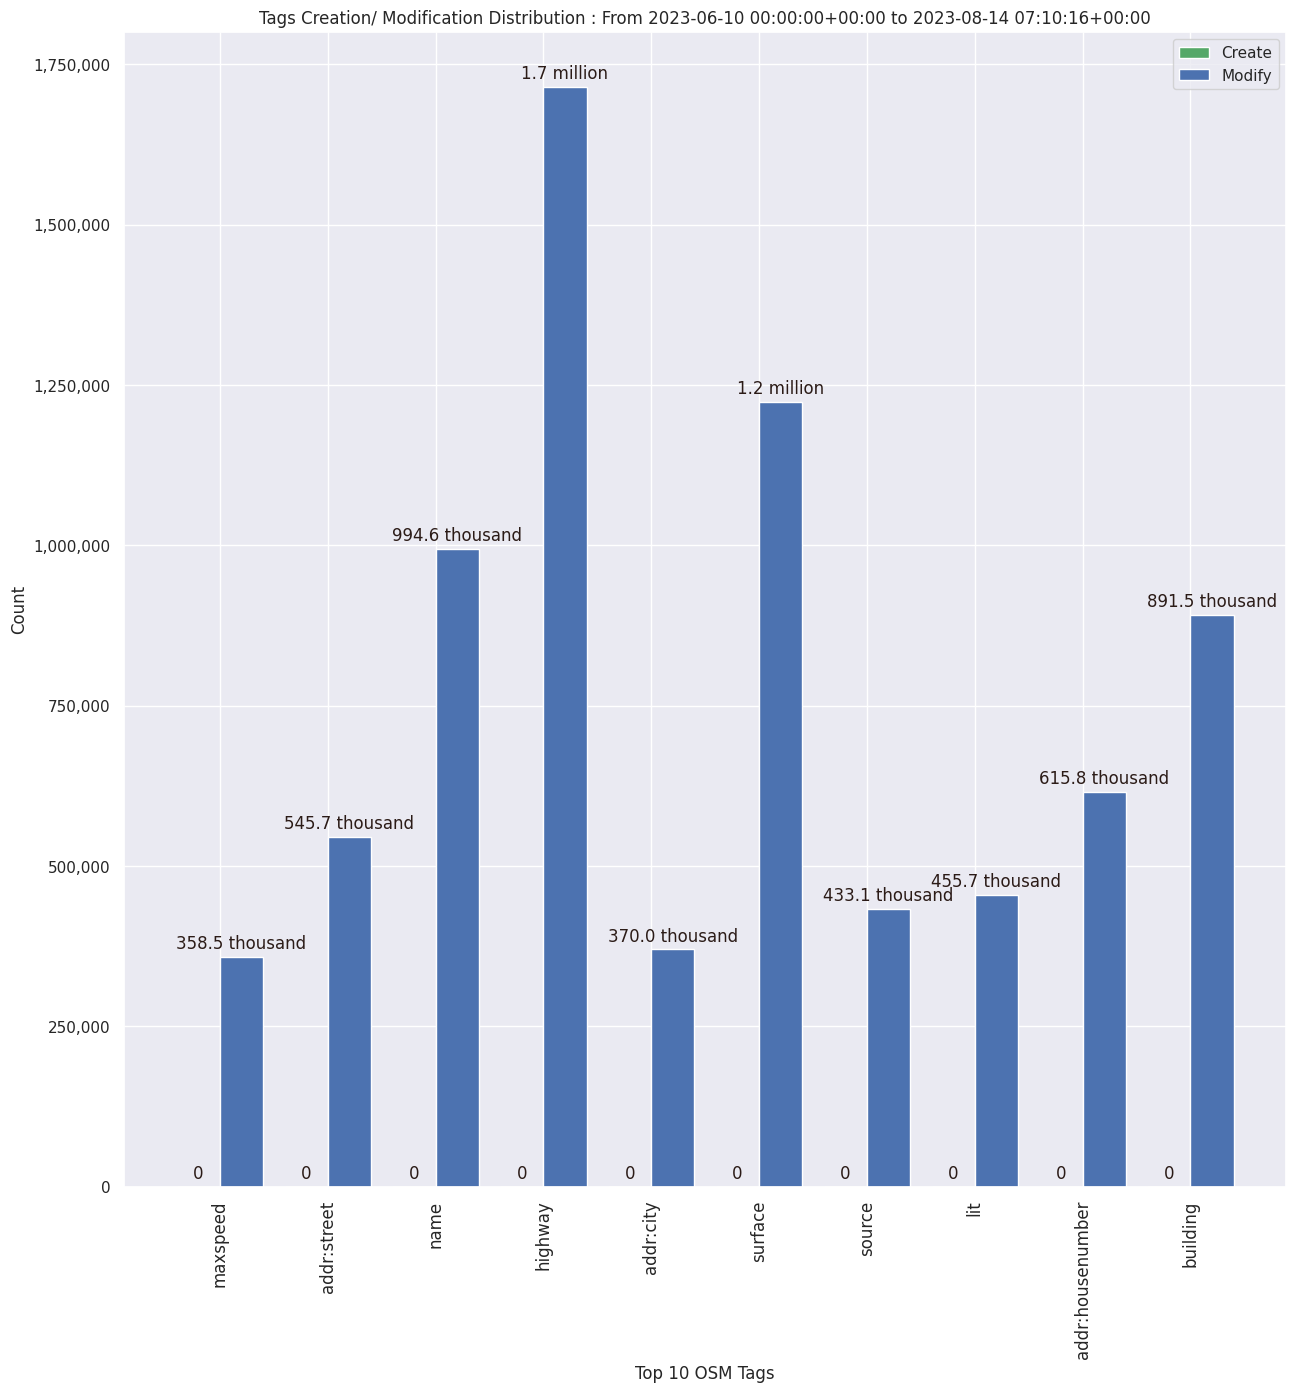 Tags Creation/ Modification Distribution : From 2023-06-10 00:00:00+00:00 to 2023-08-14 07:10:16+00:00
Create
Modify
Count
1,750,000
1,500,000
1,250,000
1,000,000
750,000
500,000
250,000
0
358.5 thousand
545.7 thousand
994.6 thousand
1.7 million
370.0 thousand
1.2 million
433.1 thousand
455.7 thousand
615.8 thousand
891.5 thousand
0
0
0
0
0
0
0
0
0
0
maxspeed
addr:street
name
highway
addr:city
surface
source
lit
addr:housenumber
building
Top 10 OSM Tags